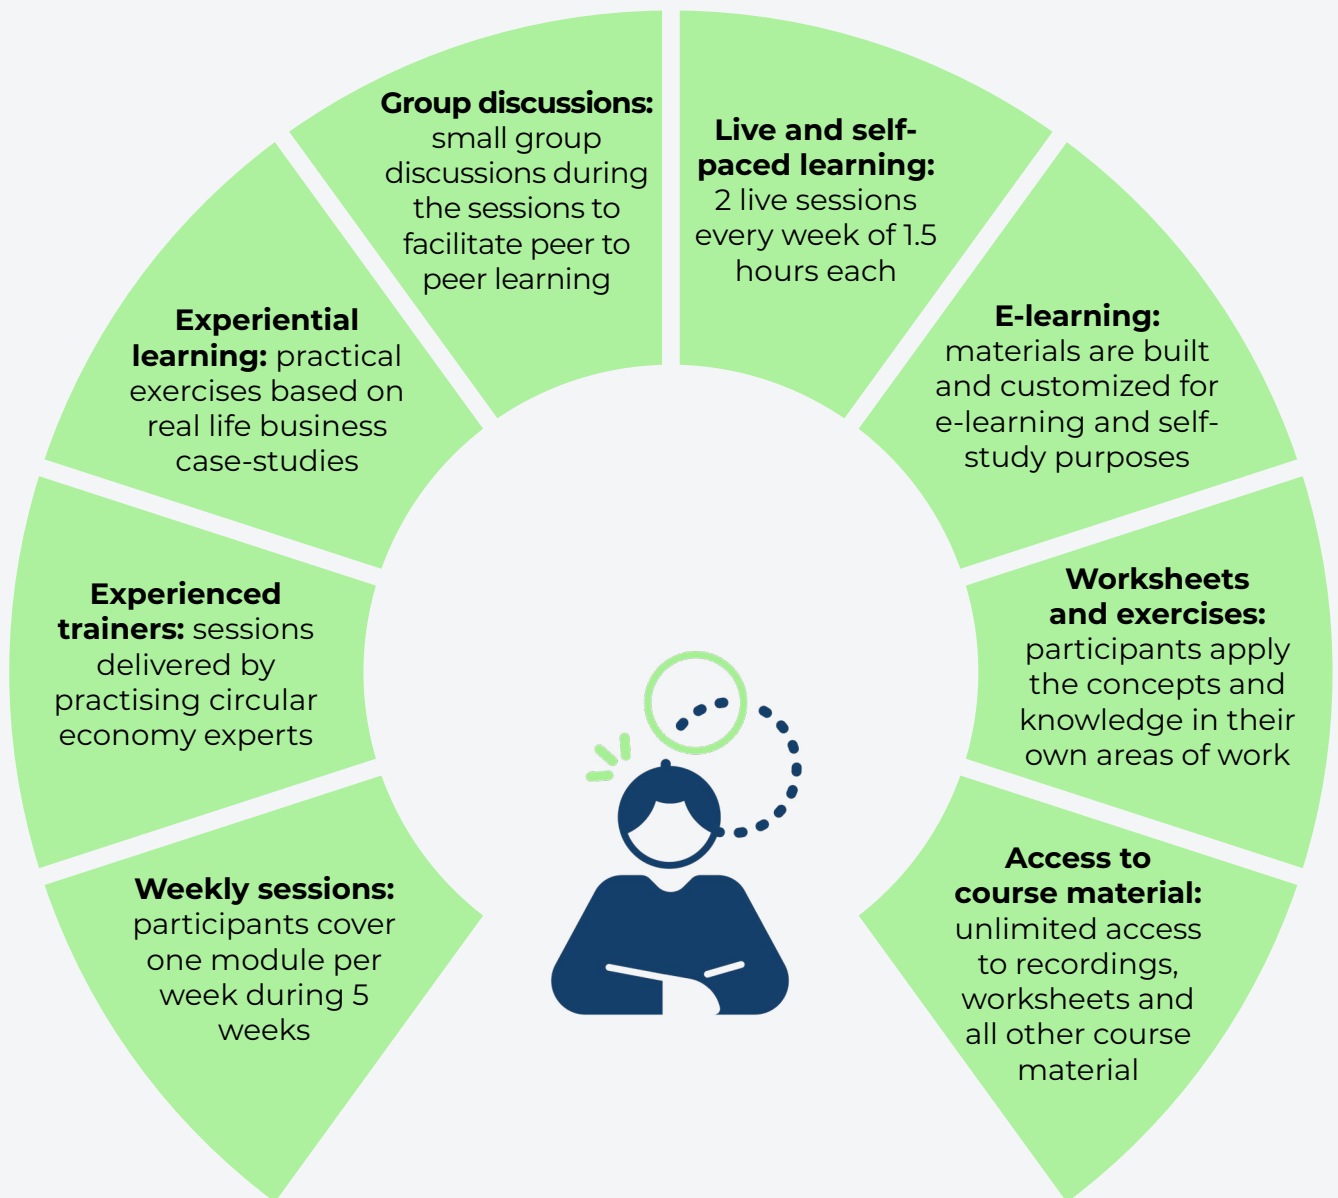 Group discussions:
small group
discussions during
the sessions to
facilitate peer to
peer learning
Live and self-
paced learning:
2 live sessions
every week of 1.5
hours each
Experiential
learning: practical
exercises based on
real life business
case-studies
E-learning:
materials are built
and customized for
e-learning and self-
study purposes
Experienced
trainers: sessions
delivered by
practising circular
economy experts
Worksheets
and exercises:
participants apply
the concepts and
knowledge in their
own areas of work
Weekly sessions:
participants cover
one module per
week during 5
weeks
Access to
course material:
unlimited access
to recordings,
worksheets and
all other course
material